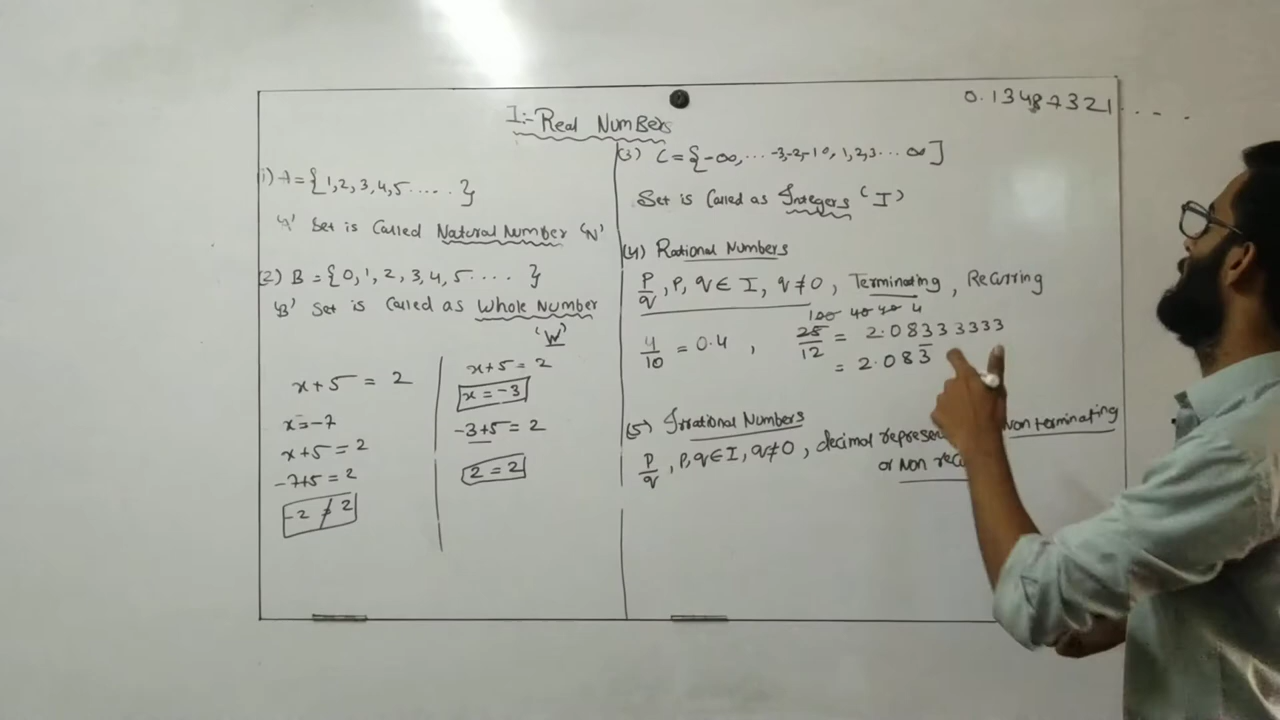 I:- Real Numbers
0.13487321 . . . .
(1) A = {1, 2, 3, 4, 5 . . . . . }
'A' Set is Called Natural Number 'N'
(2) B = {0, 1, 2, 3, 4, 5 . . . . }
'B' Set is Called as Whole Number
'W'
x+5 = 2
x = -7
x+5 = 2
-7+5 = 2
-2 ≠ 2
x+5 = 2
x = -3
-3+5 = 2
2 = 2
(3) C = {-∞, ... -3,-2,-1 0, 1, 2, 3 ... ∞]
Set is Called as Integers (I)
(4) Rational Numbers
P/q, P, q ∈ I, q ≠ 0, Terminating, Recurring
4/10 = 0.4 ,
100 40 40 4
25/12 = 2.08333333
= 2.083̅
(5) Irrational Numbers
P/q, P, q ∈ I, q ≠ 0, decimal Non terminating
or Non